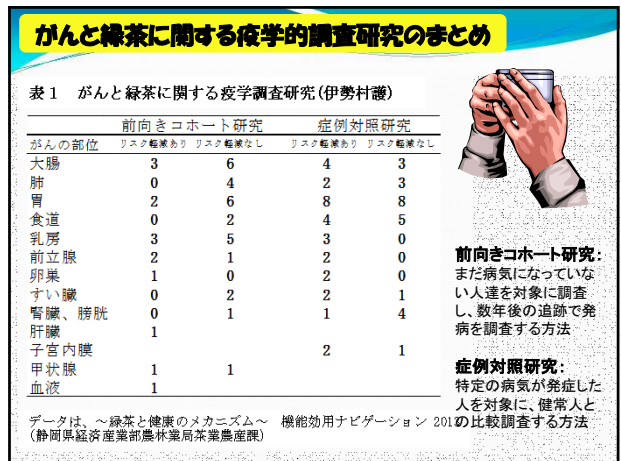 がんと緑茶に関する疫学的調査研究のまとめ
表１　がんと緑茶に関する疫学調査研究(伊勢村護)
前向きコホート研究　症例対照研究
がんの部位　リスク軽減あり　リスク軽減なし　リスク軽減あり　リスク軽減なし
大腸　3　6　4　3
肺　0　4　2　3
胃　2　6　8　8
食道　0　2　4　5
乳房　3　5　3　0
前立腺　2　1　2　0
卵巣　1　0　2　0
すい臓　0　2　2　1
腎臓、膀胱　0　1　1　4
肝臓　1
子宮内膜　2　1
甲状腺　1　1
血液　1
データは、～緑茶と健康のメカニズム～　機能効用ナビゲーション
(静岡県経済産業部農林業局茶業農産課)
前向きコホート研究：
まだ病気になっていな
い人達を対象に調査
し、数年後の追跡で発
病を調査する方法
症例対照研究：
特定の病気が発症した
人を対象に、健常人と
の比較調査する方法